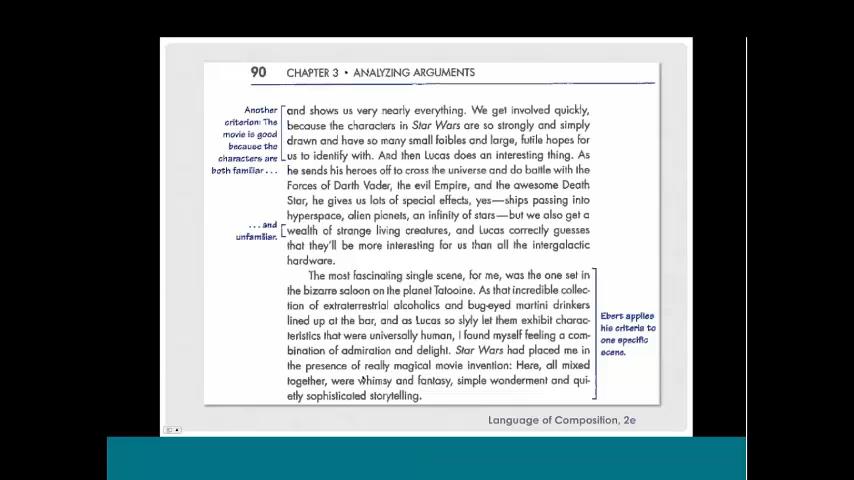 90 CHAPTER 3 • ANALYZING ARGUMENTS
Another
criterion: The
movie is good
because the
characters are
both familiar . . .
and shows us very nearly everything. We get involved quickly,
because the characters in Star Wars are so strongly and simply
drawn and have so many small foibles and large, futile hopes for
us to identify with. And then Lucas does an interesting thing. As
he sends his heroes off to cross the universe and do battle with the
Forces of Darth Vader, the evil Empire, and the awesome Death
Star, he gives us lots of special effects, yes—ships passing into
hyperspace, alien planets, an infinity of stars—but we also get a
. . . and
unfamiliar.
wealth of strange living creatures, and Lucas correctly guesses
that they'll be more interesting for us than all the intergalactic
hardware.
The most fascinating single scene, for me, was the one set in
the bizarre saloon on the planet Tatooine. As that incredible collec-
tion of extraterrestrial alcoholics and bug-eyed martini drinkers
lined up at the bar, and as Lucas so slyly let them exhibit charac-
teristics that were universally human, I found myself feeling a com-
bination of admiration and delight. Star Wars had placed me in
the presence of really magical movie invention: Here, all mixed
together, were whimsy and fantasy, simple wonderment and qui-
etly sophisticated storytelling.
Ebert applies
his criteria to
one specific
scene.
Language of Composition, 2e